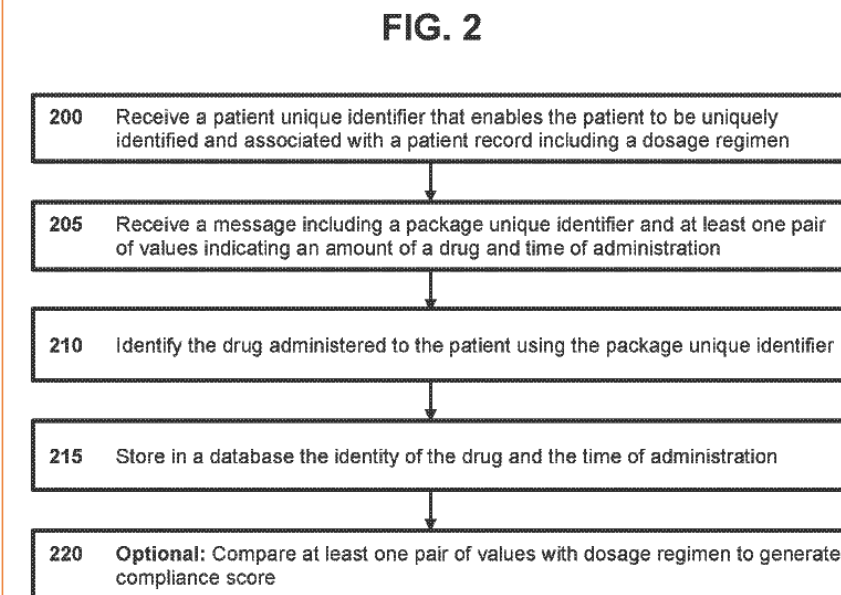 FIG. 2
200 Receive a patient unique identifier that enables the patient to be uniquely
identified and associated with a patient record including a dosage regimen
205 Receive a message including a package unique identifier and at least one pair
of values indicating an amount of a drug and time of administration
210 Identify the drug administered to the patient using the package unique identifier
215 Store in a database the identity of the drug and the time of administration
220 Optional: Compare at least one pair of values with dosage regimen to generate
compliance score